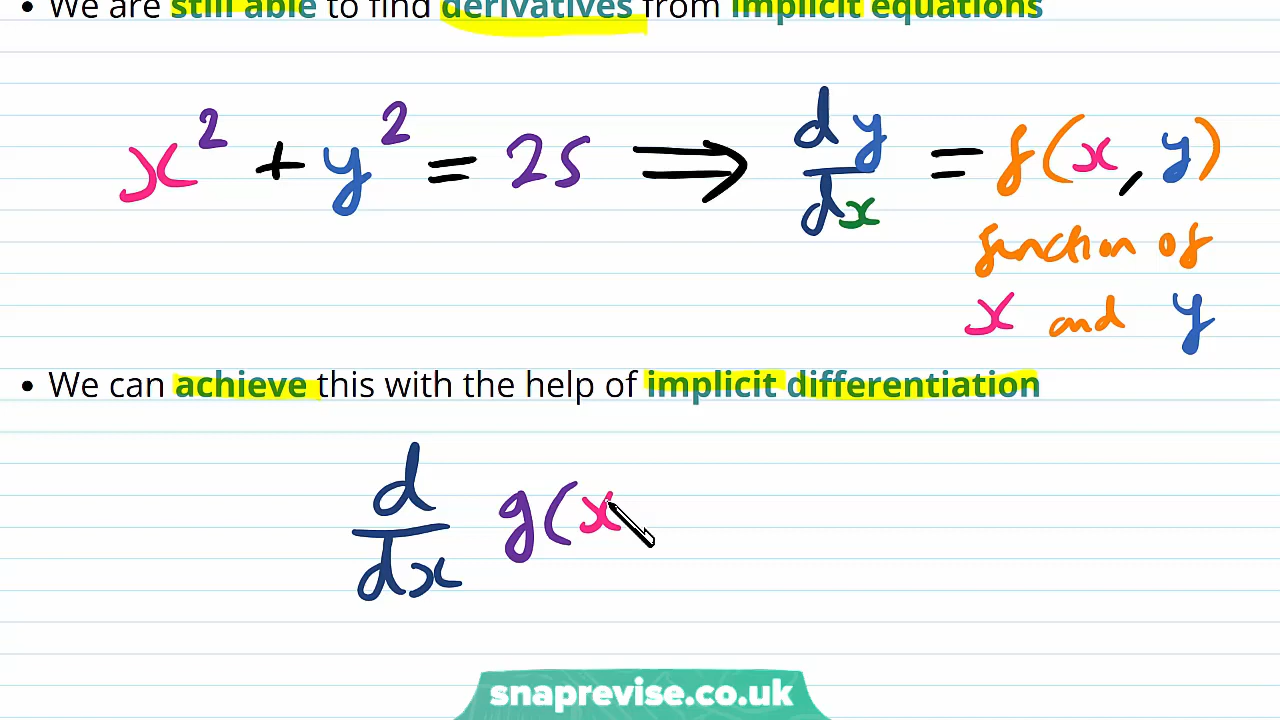 • We are still able to find derivatives from implicit equations
x² + y² = 25 ⟹ dy/dx = f(x, y)
function of
x and y
• We can achieve this with the help of implicit differentiation
d/dx g(x
snaprevise.co.uk